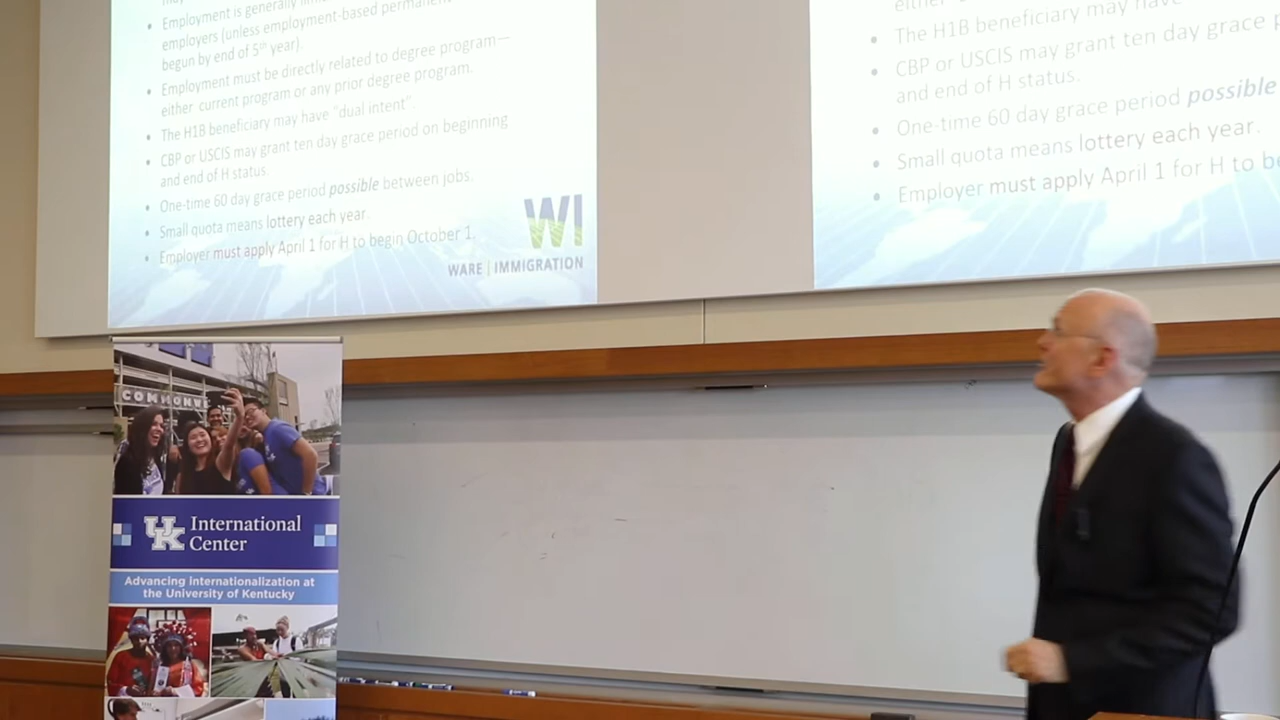 • Employment is generally
employers (unless employment-based permanent
begun by end of 5th year).
• Employment must be directly related to degree program—
either current program or any prior degree program.
• The H1B beneficiary may have "dual intent".
• CBP or USCIS may grant ten day grace period on beginning
and end of H status.
• One-time 60 day grace period possible between jobs.
• Small quota means lottery each year.
• Employer must apply April 1 for H to begin October 1.
WI
WARE | IMMIGRATION
either
• The H1B beneficiary may have
• CBP or USCIS may grant ten day grace
and end of H status.
• One-time 60 day grace period possible
• Small quota means lottery each year.
• Employer must apply April 1 for H to be
COMMONW
UK International
Center
Advancing internationalization at
the University of Kentucky